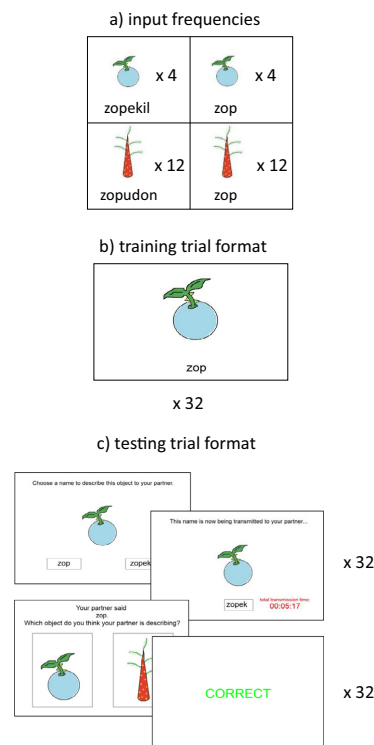 a) input frequencies
x 4
x 4
zopekil
zop
x 12
x 12
zopudon
zop
b) training trial format
zop
x 32
c) testing trial format
Choose a name to describe this object to your partner.
zop
zopek
This name is now being transmitted to your partner...
zopek
total transmission time:
00:05:17
x 32
Your partner said
zop.
Which object do you think your partner is describing?
CORRECT
x 32